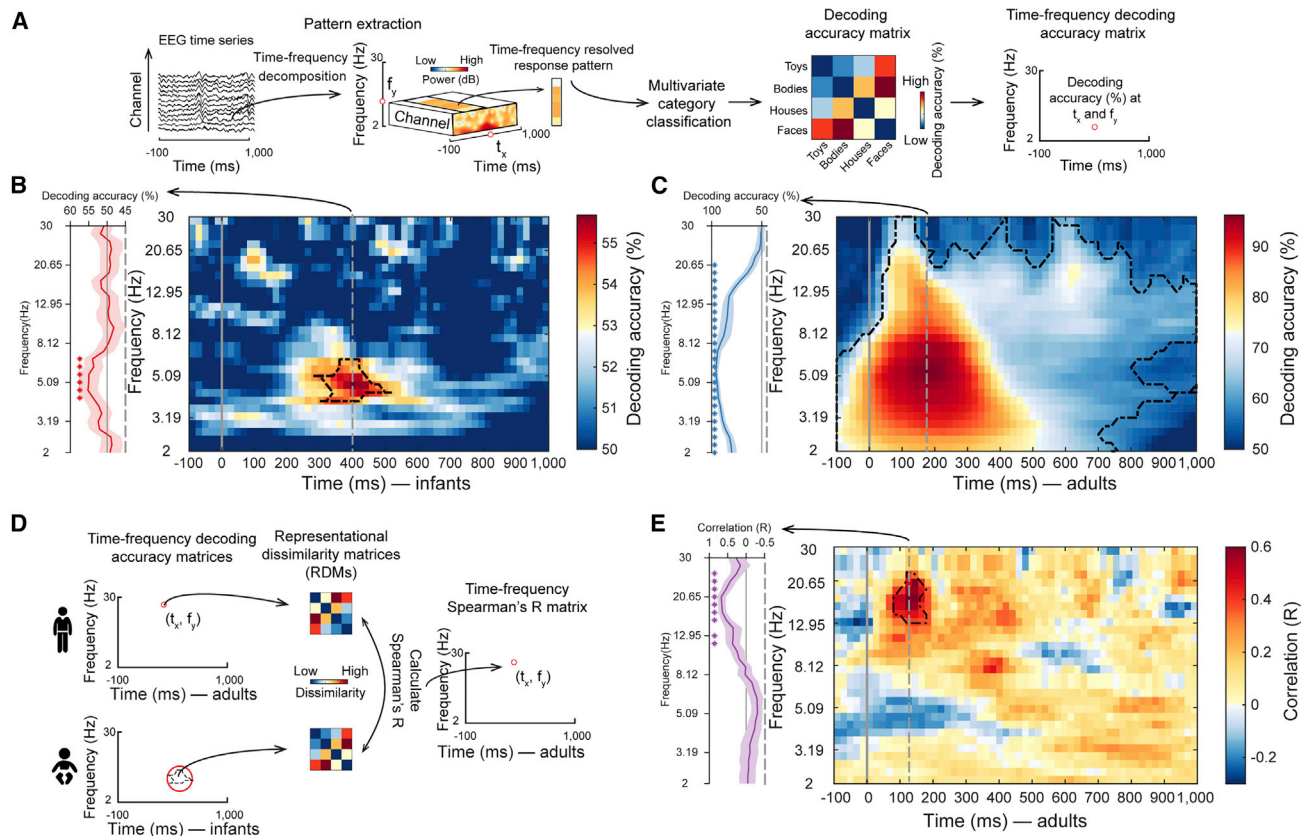 A
Pattern extraction
EEG time series
Channel
-100
1,000
Time (ms)
Time-frequency
decomposition
Frequency (Hz)
30
2
f_y
Low
High
Power (dB)
Channel
-100
1,000
t_x
Time (ms)
Time-frequency resolved
response pattern
Multivariate
category
classification
Decoding
accuracy matrix
Toys
Bodies
Houses
Faces
Toys
Bodies
Houses
Faces
High
Low
Decoding accuracy (%)
Time-frequency decoding
accuracy matrix
Frequency (Hz)
30
2
Decoding
accuracy (%) at
t_x and f_y
-100
1,000
Time (ms)
B
Decoding accuracy (%)
60 55 50 45
Frequency(Hz)
30
20.65
12.95
8.12
5.09
3.19
2
Frequency (Hz)
30
20.65
12.95
8.12
5.09
3.19
2
-100 0 100 200 300 400 500 600 700 800 900 1,000
Time (ms) — infants
55
54
53
52
51
50
Decoding accuracy (%)
C
Decoding accuracy (%)
100 50
Frequency(Hz)
30
20.65
12.95
8.12
5.09
3.19
2
Frequency (Hz)
30
20.65
12.95
8.12
5.09
3.19
2
-100 0 100 200 300 400 500 600 700 800 900 1,000
Time (ms) — adults
90
80
70
60
50
Decoding accuracy (%)
D
Time-frequency decoding
accuracy matrices
Frequency (Hz)
30
2
(t_x, f_y)
-100
1,000
Time (ms) — adults
Frequency (Hz)
30
2
-100
1,000
Time (ms) — infants
Representational
dissimilarity matrices
(RDMs)
Low
High
Dissimilarity
Calculate
Spearman's R
Time-frequency
Spearman's R matrix
Frequency (Hz)
30
2
(t_x, f_y)
-100
1,000
Time (ms) — adults
E
Correlation (R)
1 0.5 0 -0.5
Frequency(Hz)
30
20.65
12.95
8.12
5.09
3.19
2
Frequency (Hz)
30
20.65
12.95
8.12
5.09
3.19
2
-100 0 100 200 300 400 500 600 700 800 900 1,000
Time (ms) — adults
0.6
0.4
0.2
0
-0.2
Correlation (R)